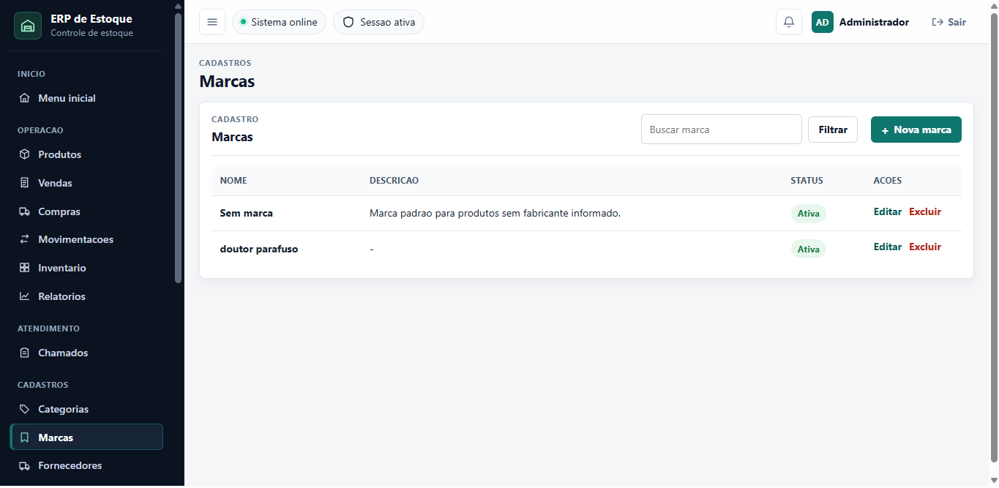 ERP de Estoque
Controle de estoque
INICIO
Menu inicial
OPERACAO
Produtos
Vendas
Compras
Movimentacoes
Inventario
Relatorios
ATENDIMENTO
Chamados
CADASTROS
Categorias
Marcas
Fornecedores
Sistema online
Sessao ativa
AD
Administrador
Sair
CADASTROS
Marcas
CADASTRO
Marcas
Buscar marca
Filtrar
+ Nova marca
NOME DESCRICAO STATUS ACOES
Sem marca Marca padrao para produtos sem fabricante informado. Ativa Editar Excluir
doutor parafuso - Ativa Editar Excluir